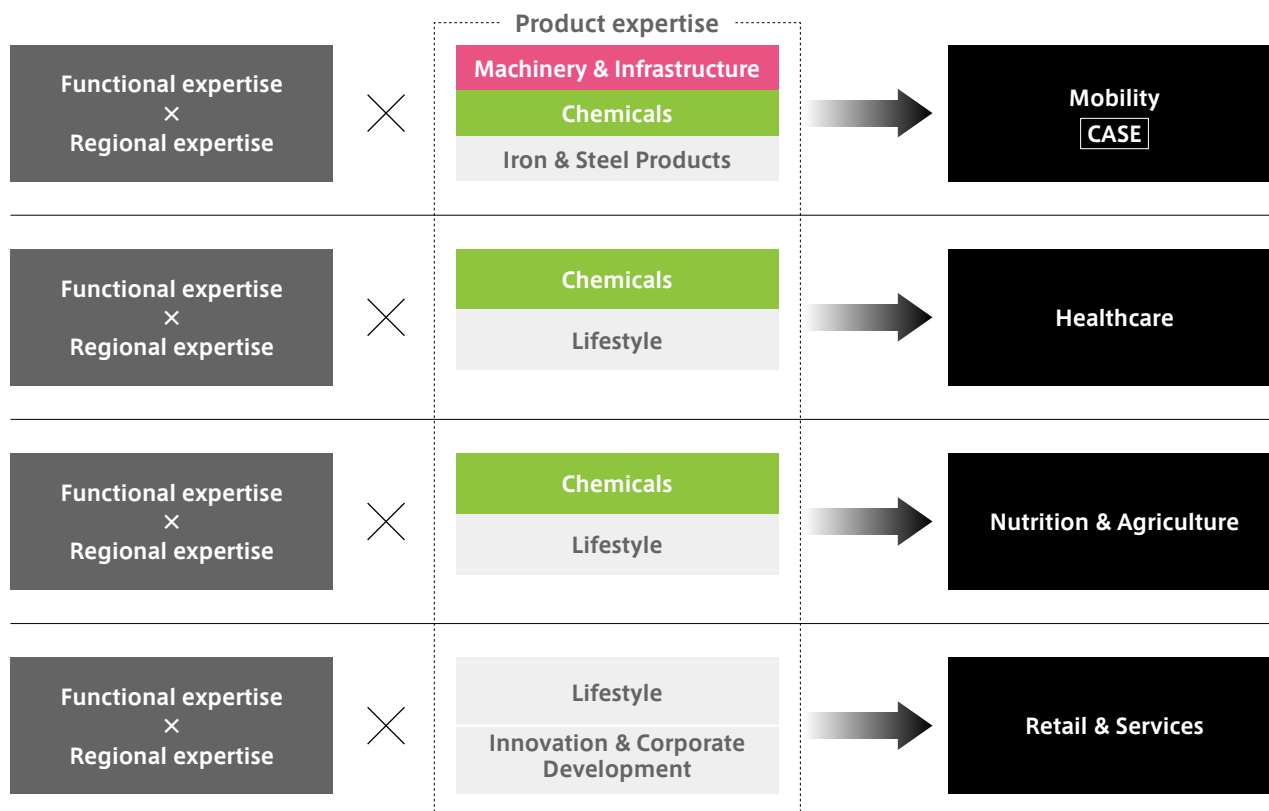 Product expertise
Functional expertise
×
Regional expertise
×
Machinery & Infrastructure
Chemicals
Iron & Steel Products
Mobility
CASE
Functional expertise
×
Regional expertise
×
Chemicals
Lifestyle
Healthcare
Functional expertise
×
Regional expertise
×
Chemicals
Lifestyle
Nutrition & Agriculture
Functional expertise
×
Regional expertise
×
Lifestyle
Innovation & Corporate
Development
Retail & Services